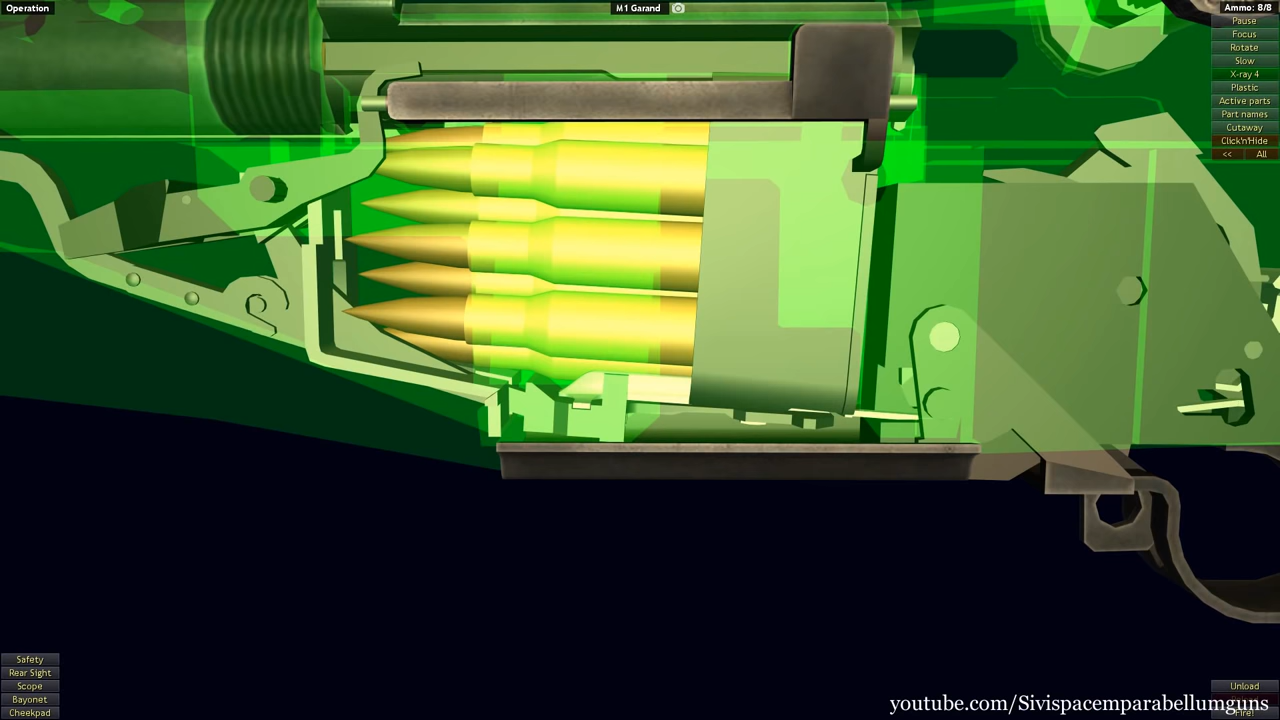 Operation
M1 Garand
Ammo: 8/8
Pause
Focus
Rotate
Slow
X-ray 4
Plastic
Active parts
Part names
Cutaway
Click'n'Hide
<< All
Safety
Rear Sight
Scope
Bayonet
Cheekpad
Unload
youtube.com/Sivispacemparabellumguns
Fire!